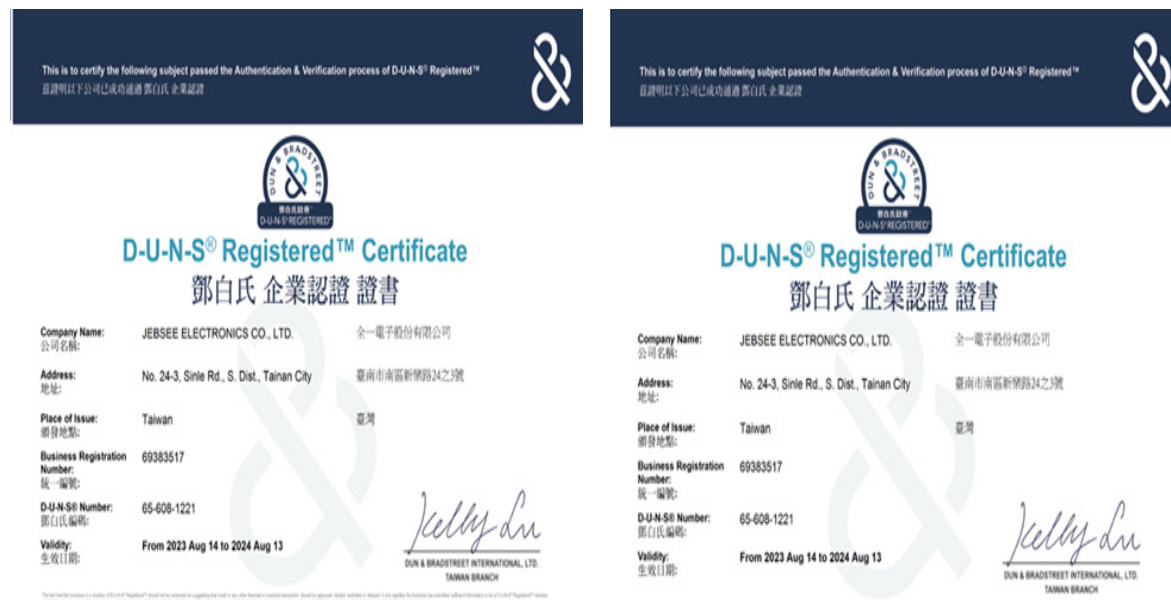 This is to certify the following subject passed the Authentication & Verification process of D-U-N-S® Registered™
茲證明以下公司已成功通過 鄧白氏 企業認證
DUN & BRADSTREET
鄧白氏註冊™
D-U-N-S® REGISTERED™
D-U-N-S® Registered™ Certificate
鄧白氏 企業認證 證書
Company Name: JEBSEE ELECTRONICS CO., LTD. 全一電子股份有限公司
公司名稱:
Address: No. 24-3, Sinle Rd., S. Dist., Tainan City 臺南市南區新樂路24之3號
地址:
Place of Issue: Taiwan 臺灣
頒發地點:
Business Registration Number: 69383517
統一編號:
D-U-N-S® Number: 65-608-1221
鄧白氏編碼:
Validity: From 2023 Aug 14 to 2024 Aug 13
生效日期:
Kelly Lu
DUN & BRADSTREET INTERNATIONAL, LTD.
TAIWAN BRANCH
This is to certify the following subject passed the Authentication & Verification process of D-U-N-S® Registered™
茲證明以下公司已成功通過 鄧白氏 企業認證
DUN & BRADSTREET
鄧白氏註冊™
D-U-N-S® REGISTERED™
D-U-N-S® Registered™ Certificate
鄧白氏 企業認證 證書
Company Name: JEBSEE ELECTRONICS CO., LTD. 全一電子股份有限公司
公司名稱:
Address: No. 24-3, Sinle Rd., S. Dist., Tainan City 臺南市南區新樂路24之3號
地址:
Place of Issue: Taiwan 臺灣
頒發地點:
Business Registration Number: 69383517
統一編號:
D-U-N-S® Number: 65-608-1221
鄧白氏編碼:
Validity: From 2023 Aug 14 to 2024 Aug 13
生效日期:
Kelly Lu
DUN & BRADSTREET INTERNATIONAL, LTD.
TAIWAN BRANCH